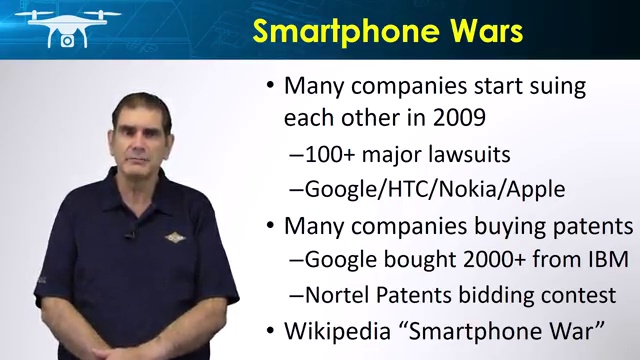 Smartphone Wars
• Many companies start suing
each other in 2009
–100+ major lawsuits
–Google/HTC/Nokia/Apple
• Many companies buying patents
–Google bought 2000+ from IBM
–Nortel Patents bidding contest
• Wikipedia “Smartphone War”